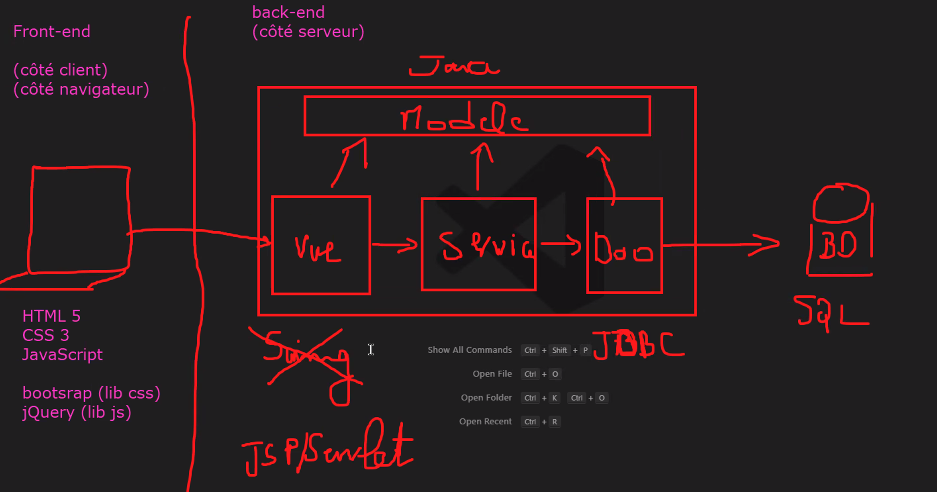 Front-end
(côté client)
(côté navigateur)
back-end
(côté serveur)
Java
Modele
Vue
Service
Dao
BD
SQL
HTML 5
CSS 3
JavaScript
bootsrap (lib css)
jQuery (lib js)
Swing
JSP/Servlet
JDBC
Show All Commands Ctrl + Shift + P
Open File Ctrl + O
Open Folder Ctrl + K Ctrl + O
Open Recent Ctrl + R